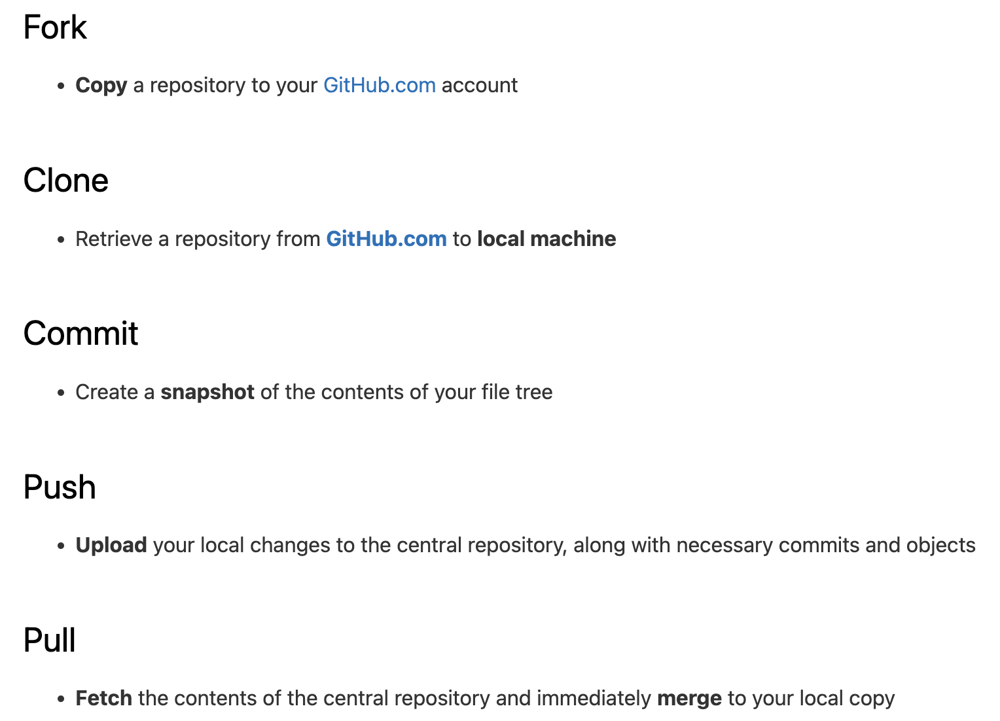 Fork
• Copy a repository to your GitHub.com account
Clone
• Retrieve a repository from GitHub.com to local machine
Commit
• Create a snapshot of the contents of your file tree
Push
• Upload your local changes to the central repository, along with necessary commits and objects
Pull
• Fetch the contents of the central repository and immediately merge to your local copy